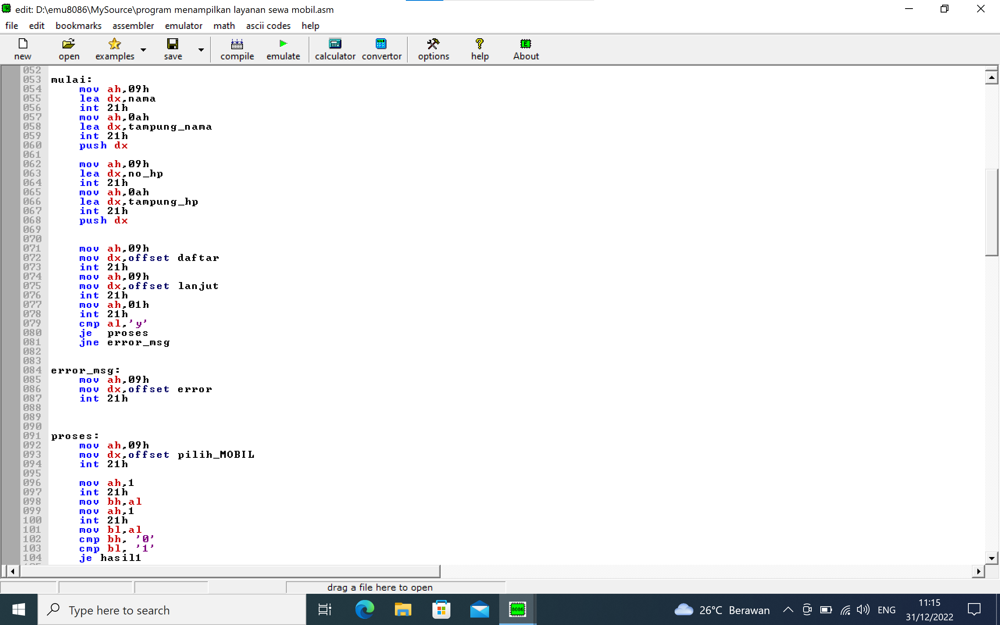 edit: D:\emu8086\MySource\program menampilkan layanan sewa mobil.asm
file edit bookmarks assembler emulator math ascii codes help
new open examples save compile emulate calculator convertor options help About
052
053 mulai:
054 mov ah,09h
055 lea dx,nama
056 int 21h
057 mov ah,0ah
058 lea dx,tampung_nama
059 int 21h
060 push dx
061
062 mov ah,09h
063 lea dx,no_hp
064 int 21h
065 mov ah,0ah
066 lea dx,tampung_hp
067 int 21h
068 push dx
069
070
071 mov ah,09h
072 mov dx,offset daftar
073 int 21h
074 mov ah,09h
075 mov dx,offset lanjut
076 int 21h
077 mov ah,01h
078 int 21h
079 cmp al,'y'
080 je proses
081 jne error_msg
082
083
084 error_msg:
085 mov ah,09h
086 mov dx,offset error
087 int 21h
088
089
090
091 proses:
092 mov ah,09h
093 mov dx,offset pilih_MOBIL
094 int 21h
095
096 mov ah,1
097 int 21h
098 mov bh,al
099 mov ah,1
100 int 21h
101 mov bl,al
102 cmp bh, '0'
103 cmp bl, '1'
104 je hasil1
drag a file here to open
Type here to search
8086
26°C Berawan
ENG
11:15
31/12/2022